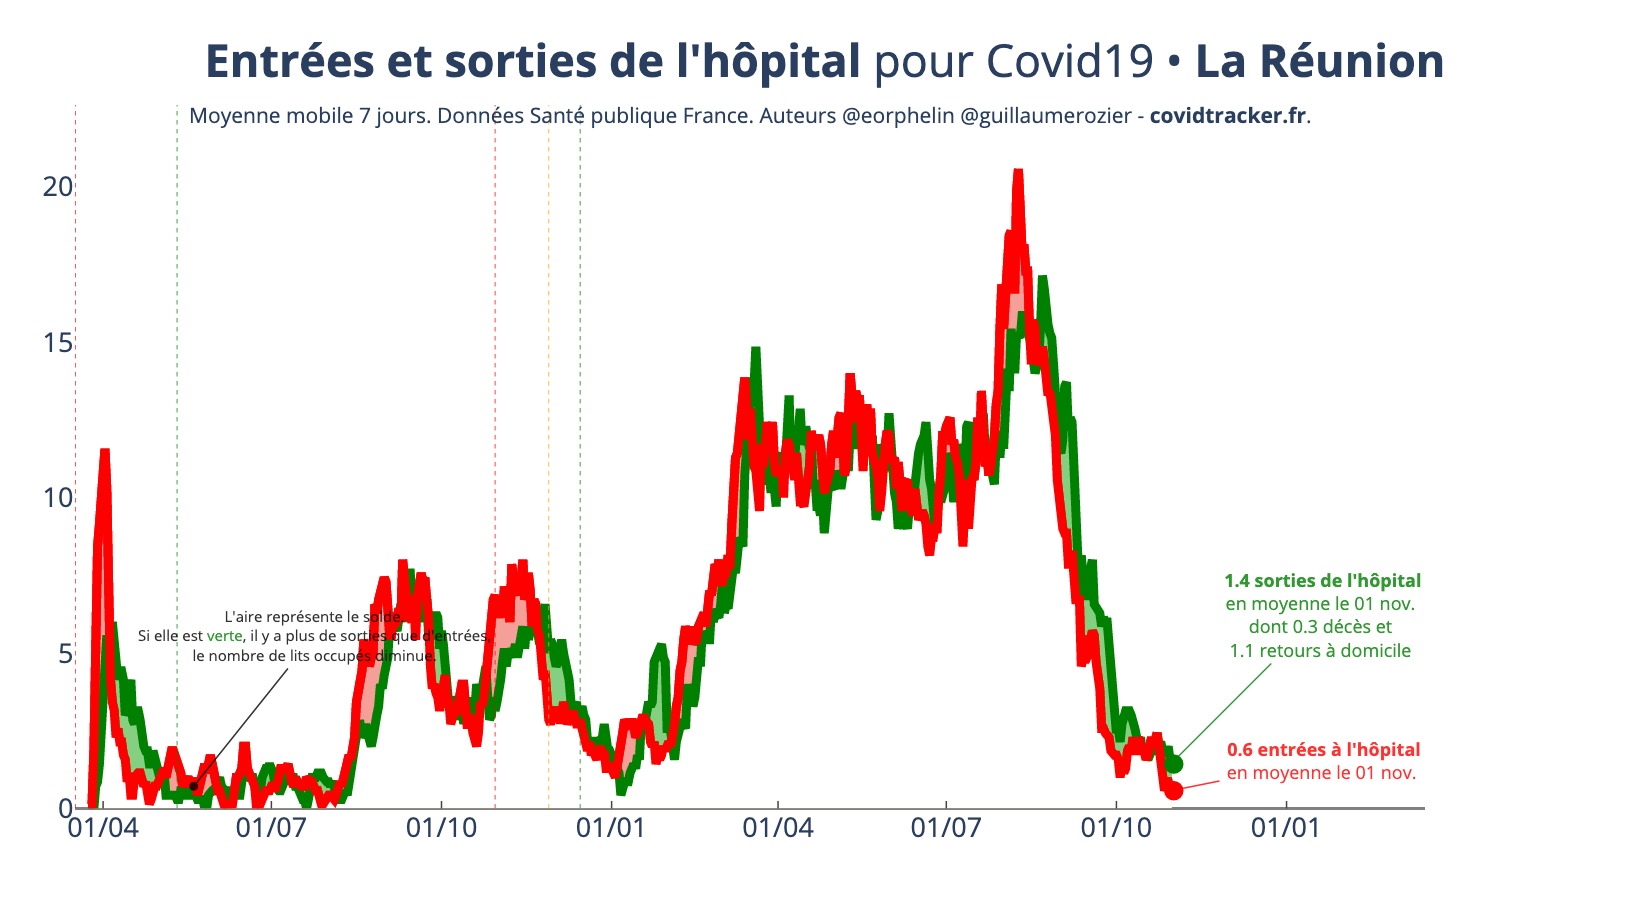 Entrées et sorties de l'hôpital pour Covid19 • La Réunion
Moyenne mobile 7 jours. Données Santé publique France. Auteurs @eorphelin @guillaumerozier - covidtracker.fr.
20
15
10
5
0
L'aire représente le solde.
Si elle est verte, il y a plus de sorties que d'entrées,
le nombre de lits occupés diminue.
1.4 sorties de l'hôpital
en moyenne le 01 nov.
dont 0.3 décès et
1.1 retours à domicile
0.6 entrées à l'hôpital
en moyenne le 01 nov.
01/04 01/07 01/10 01/01 01/04 01/07 01/10 01/01